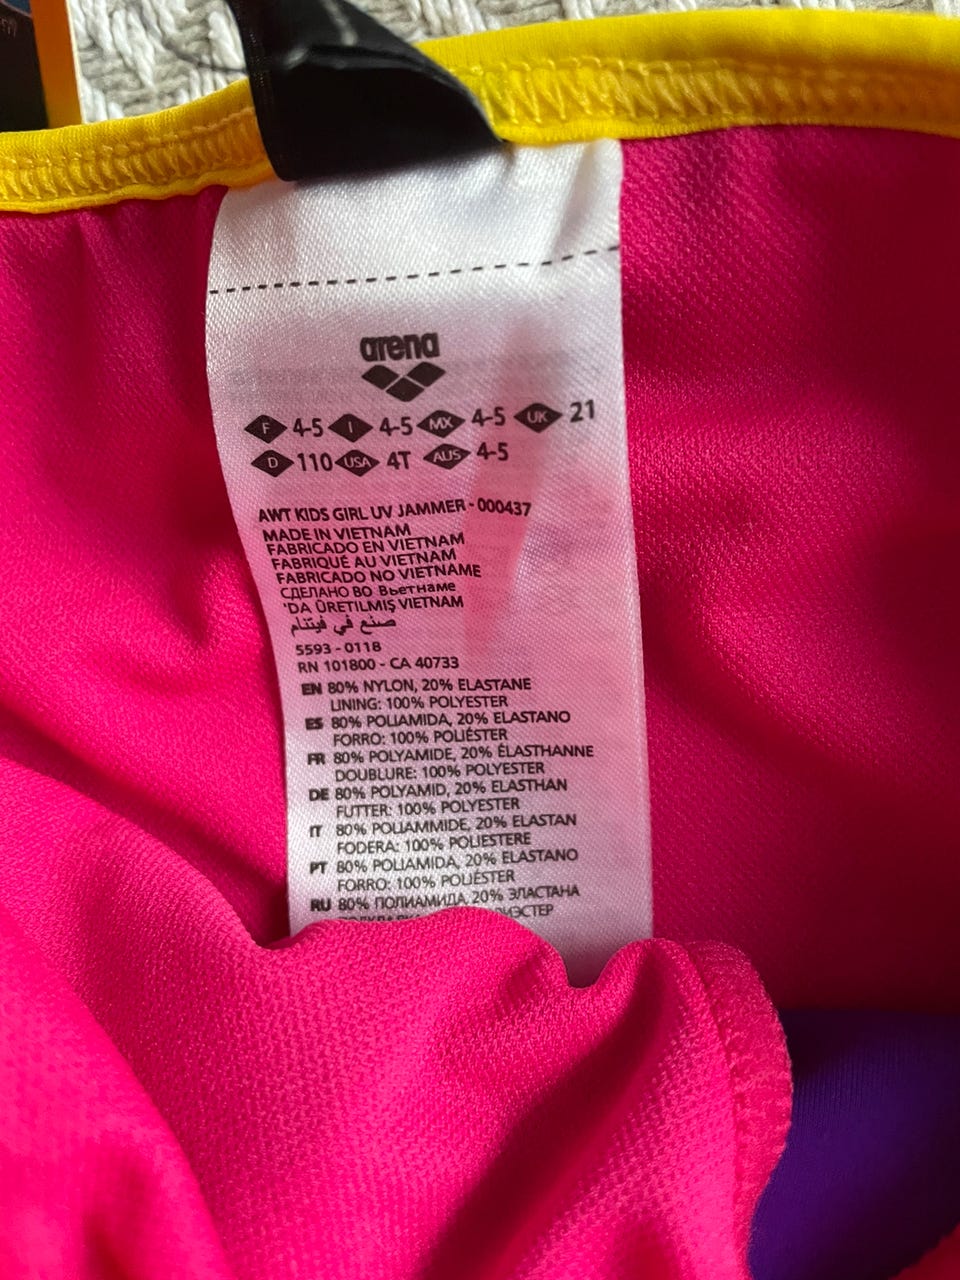 arena
F 4-5 I 4-5 MX 4-5 UK 21
D 110 USA 4T AUS 4-5
AWT KIDS GIRL UV JAMMER - 000437
MADE IN VIETNAM
FABRICADO EN VIETNAM
FABRIQUÉ AU VIETNAM
FABRICADO NO VIETNAME
СДЕЛАНО ВО Вьетнаме
'DA ÜRETILMIŞ VIETNAM
صنع في فيتنام
5593 - 0118
RN 101800 - CA 40733
EN 80% NYLON, 20% ELASTANE
LINING: 100% POLYESTER
ES 80% POLIAMIDA, 20% ELASTANO
FORRO: 100% POLIÉSTER
FR 80% POLYAMIDE, 20% ÉLASTHANNE
DOUBLURE: 100% POLYESTER
DE 80% POLYAMID, 20% ELASTHAN
FUTTER: 100% POLYESTER
IT 80% POLIAMMIDE, 20% ELASTAN
FODERA: 100% POLIESTERE
PT 80% POLIAMIDA, 20% ELASTANO
FORRO: 100% POLIÉSTER
RU 80% ПОЛИАМИДА, 20% ЭЛАСТАНА